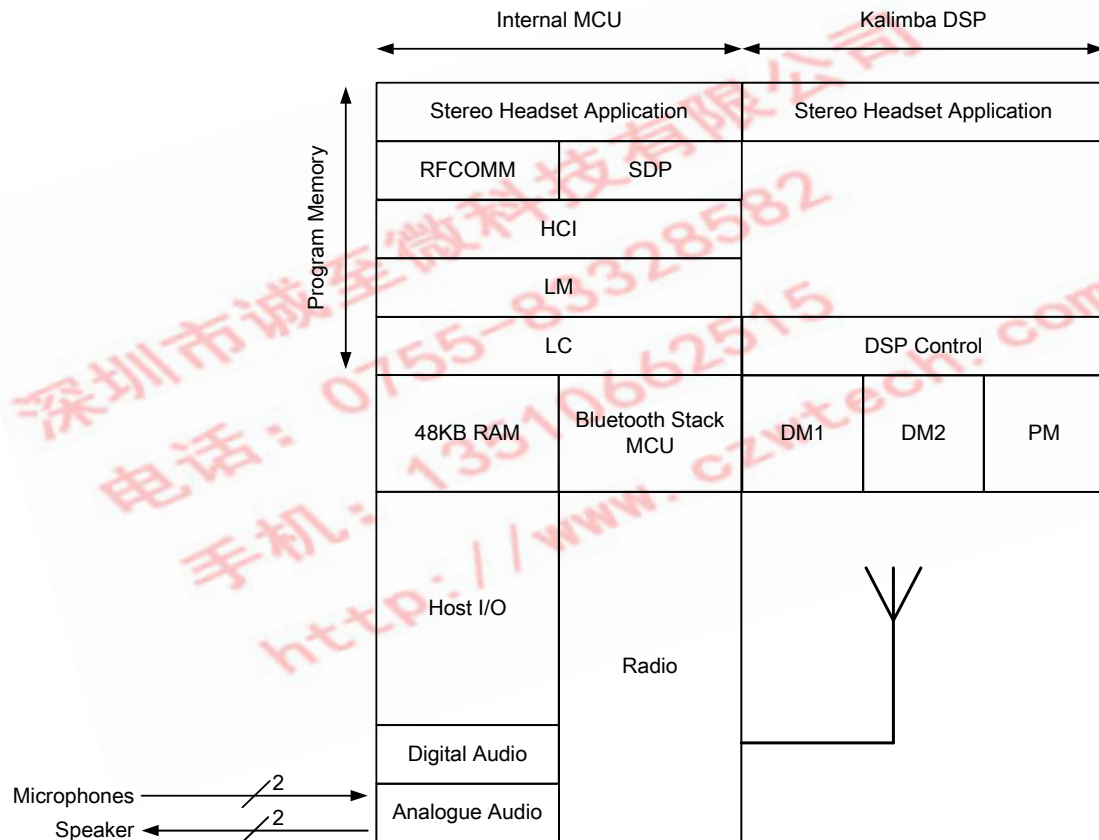 Internal MCU
Kalimba DSP
Stereo Headset Application
Stereo Headset Application
Program Memory
RFCOMM
SDP
HCI
LM
LC
DSP Control
48KB RAM
Bluetooth Stack
MCU
DM1
DM2
PM
Host I/O
Radio
Digital Audio
Microphones
2
Analogue Audio
Speaker
2
深圳市诚至微科技有限公司
电话：0755-83328582
手机：13510662515
http://www.czwtech.com